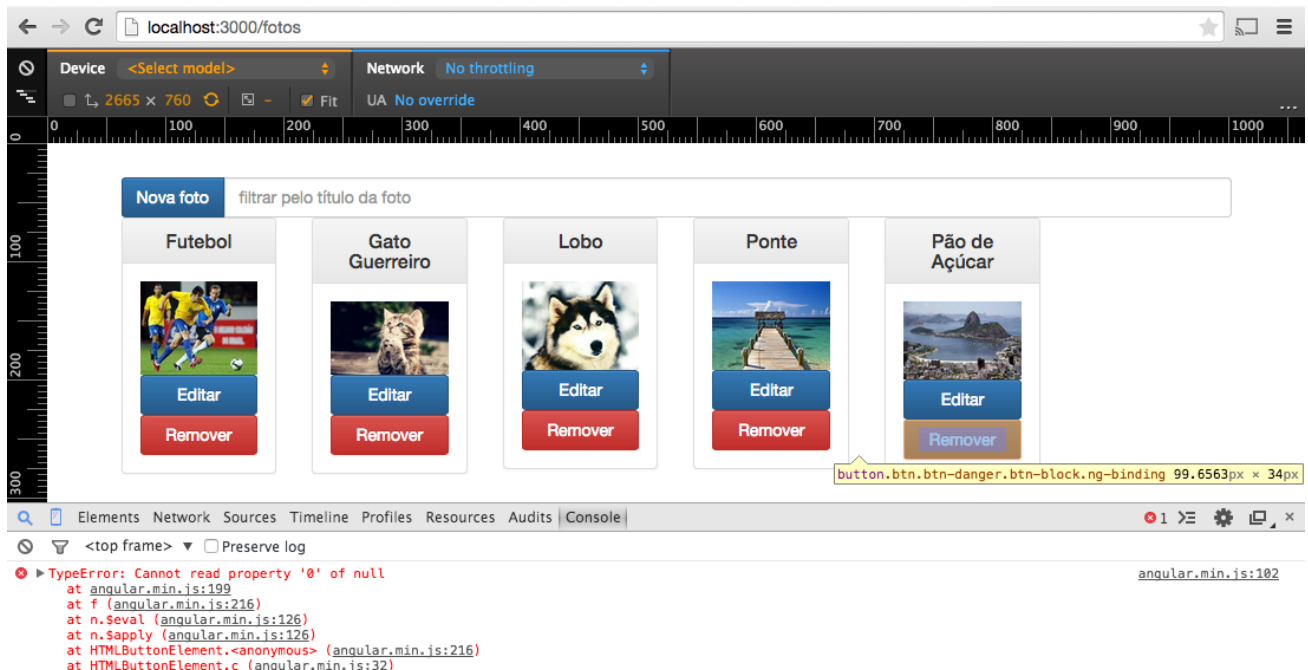 localhost:3000/fotos
Device <Select model> Network No throttling
2665 × 760 Fit UA No override
...
0 100 200 300 400 500 600 700 800 900 1000
0
100
200
300
Nova foto filtrar pelo título da foto
Futebol Gato Guerreiro Lobo Ponte Pão de Açúcar
Editar Editar Editar Editar Editar
Remover Remover Remover Remover Remover
button.btn.btn-danger.btn-block.ng-binding 99.6563px × 34px
Elements Network Sources Timeline Profiles Resources Audits Console 1
<top frame> ▼ Preserve log
TypeError: Cannot read property '0' of null angular.min.js:102
at angular.min.js:199
at f (angular.min.js:216)
at n.$eval (angular.min.js:126)
at n.$apply (angular.min.js:126)
at HTMLButtonElement.<anonymous> (angular.min.js:216)
at HTMLButtonElement.c (angular.min.js:32)